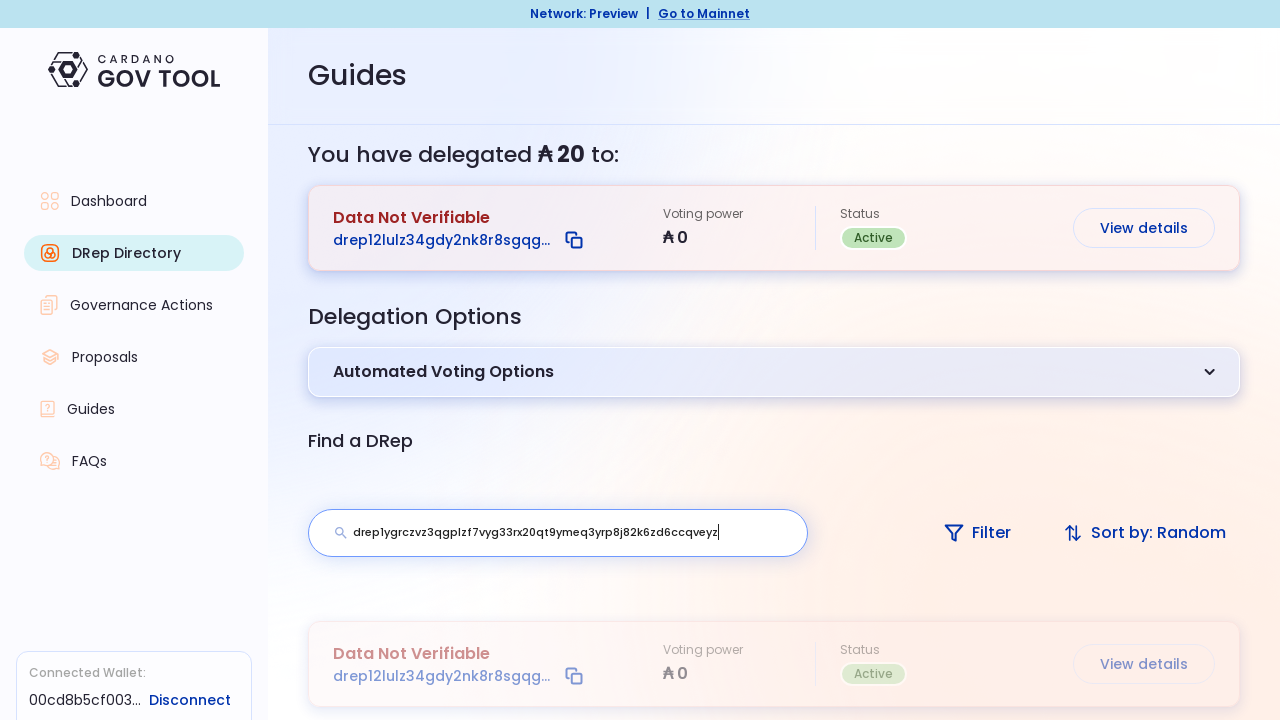 Network: Preview | Go to Mainnet
CARDANO
GOV TOOL
Guides
Dashboard
DRep Directory
Governance Actions
Proposals
Guides
FAQs
Connected Wallet:
00cd8b5cf003... Disconnect
You have delegated ₳ 20 to:
Data Not Verifiable
drep12lulz34gdy2nk8r8sgqg...
Voting power
₳ 0
Status
Active
View details
Delegation Options
Automated Voting Options
Find a DRep
drep1ygrczvz3qgplzf7vyg33rx20qt9ymeq3yrp8j82k6zd6ccqveyz
Filter
Sort by: Random
Data Not Verifiable
drep12lulz34gdy2nk8r8sgqg...
Voting power
₳ 0
Status
Active
View details